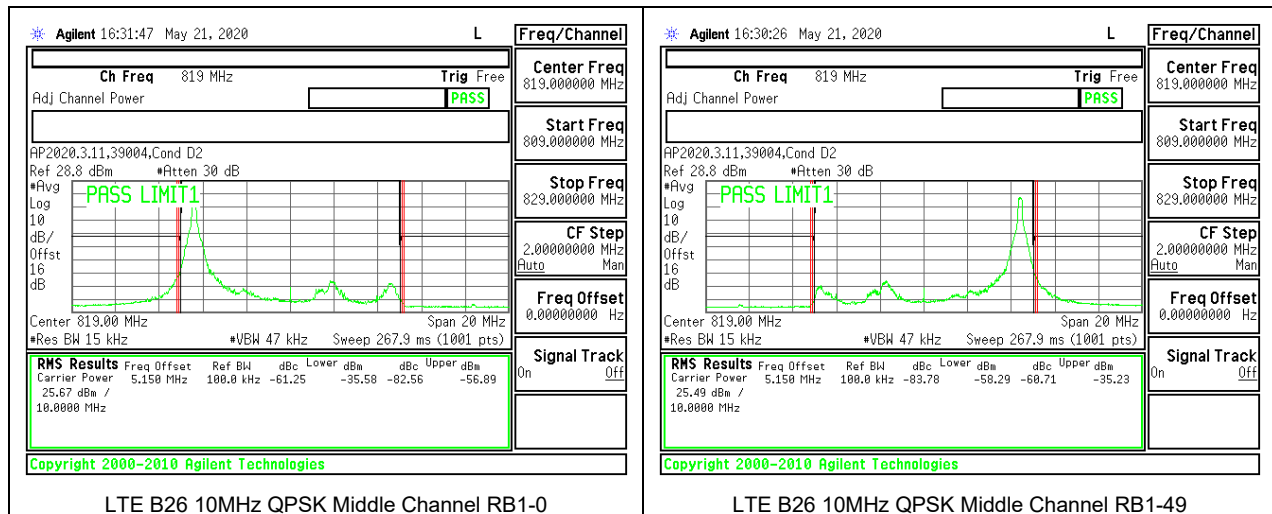 Agilent 16:31:47 May 21, 2020 L
Freq/Channel
Ch Freq 819 MHz Trig Free
Adj Channel Power PASS
AP2020.3.11,39004,Cond D2
Ref 28.8 dBm #Atten 30 dB
#Avg
Log
10
dB/
Offst
16
dB
PASS LIMIT1
Center 819.00 MHz Span 20 MHz
#Res BW 15 kHz #VBW 47 kHz Sweep 267.9 ms (1001 pts)
RMS Results Freq Offset Ref BW dBc Lower dBm dBc Upper dBm
Carrier Power 5.150 MHz 100.0 kHz -61.25 -35.58 -82.56 -56.89
25.67 dBm /
10.0000 MHz
Copyright 2000-2010 Agilent Technologies
Center Freq
819.000000 MHz
Start Freq
809.000000 MHz
Stop Freq
829.000000 MHz
CF Step
2.00000000 MHz
Auto Man
Freq Offset
0.00000000 Hz
Signal Track
On Off
LTE B26 10MHz QPSK Middle Channel RB1-0
Agilent 16:30:26 May 21, 2020 L
Freq/Channel
Ch Freq 819 MHz Trig Free
Adj Channel Power PASS
AP2020.3.11,39004,Cond D2
Ref 28.8 dBm #Atten 30 dB
#Avg
Log
10
dB/
Offst
16
dB
PASS LIMIT1
Center 819.00 MHz Span 20 MHz
#Res BW 15 kHz #VBW 47 kHz Sweep 267.9 ms (1001 pts)
RMS Results Freq Offset Ref BW dBc Lower dBm dBc Upper dBm
Carrier Power 5.150 MHz 100.0 kHz -83.78 -58.29 -60.71 -35.23
25.49 dBm /
10.0000 MHz
Copyright 2000-2010 Agilent Technologies
Center Freq
819.000000 MHz
Start Freq
809.000000 MHz
Stop Freq
829.000000 MHz
CF Step
2.00000000 MHz
Auto Man
Freq Offset
0.00000000 Hz
Signal Track
On Off
LTE B26 10MHz QPSK Middle Channel RB1-49